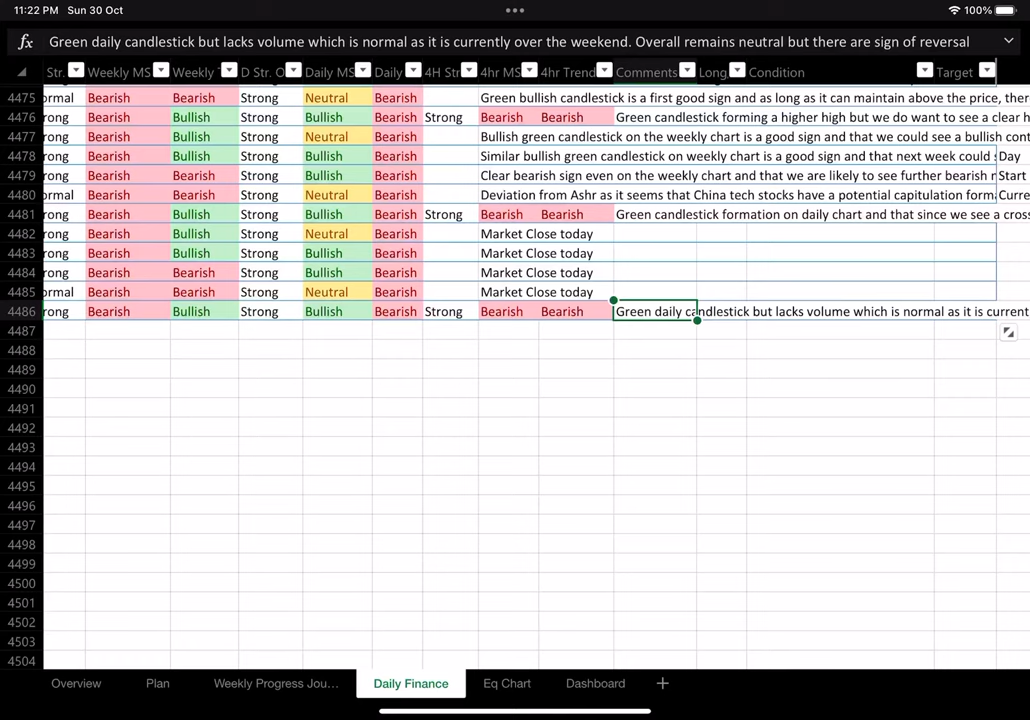 11:22 PM Sun 30 Oct
100%
fx Green daily candlestick but lacks volume which is normal as it is currently over the weekend. Overall remains neutral but there are sign of reversal
Str. Weekly MS Weekly D Str. O Daily MS Daily 4H Str 4hr MS 4hr Trend Comments Long Condition Target
4475 ormal Bearish Bearish Strong Neutral Bearish Green bullish candlestick is a first good sign and as long as it can maintain above the price, ther
4476 rong Bearish Bullish Strong Bullish Bearish Strong Bearish Bearish Green candlestick forming a higher high but we do want to see a clear h
4477 rong Bearish Bullish Strong Neutral Bearish Bullish green candlestick on the weekly chart is a good sign and that we could see a bullish cont
4478 rong Bearish Bullish Strong Bullish Bearish Similar bullish green candlestick on weekly chart is a good sign and that next week could s Day
4479 rong Bearish Bearish Strong Bullish Bearish Clear bearish sign even on the weekly chart and that we are likely to see further bearish r Start
4480 ormal Bearish Bearish Strong Neutral Bearish Deviation from Ashr as it seems that China tech stocks have a potential capitulation form Curre
4481 rong Bearish Bullish Strong Bullish Bearish Strong Bearish Bearish Green candlestick formation on daily chart and that since we see a cross
4482 rong Bearish Bullish Strong Neutral Bearish Market Close today
4483 rong Bearish Bullish Strong Bullish Bearish Market Close today
4484 rong Bearish Bearish Strong Bullish Bearish Market Close today
4485 ormal Bearish Bearish Strong Neutral Bearish Market Close today
4486 rong Bearish Bullish Strong Bullish Bearish Strong Bearish Bearish Green daily candlestick but lacks volume which is normal as it is current
4487
4488
4489
4490
4491
4492
4493
4494
4495
4496
4497
4498
4499
4500
4501
4502
4503
4504
Overview Plan Weekly Progress Jou... Daily Finance Eq Chart Dashboard